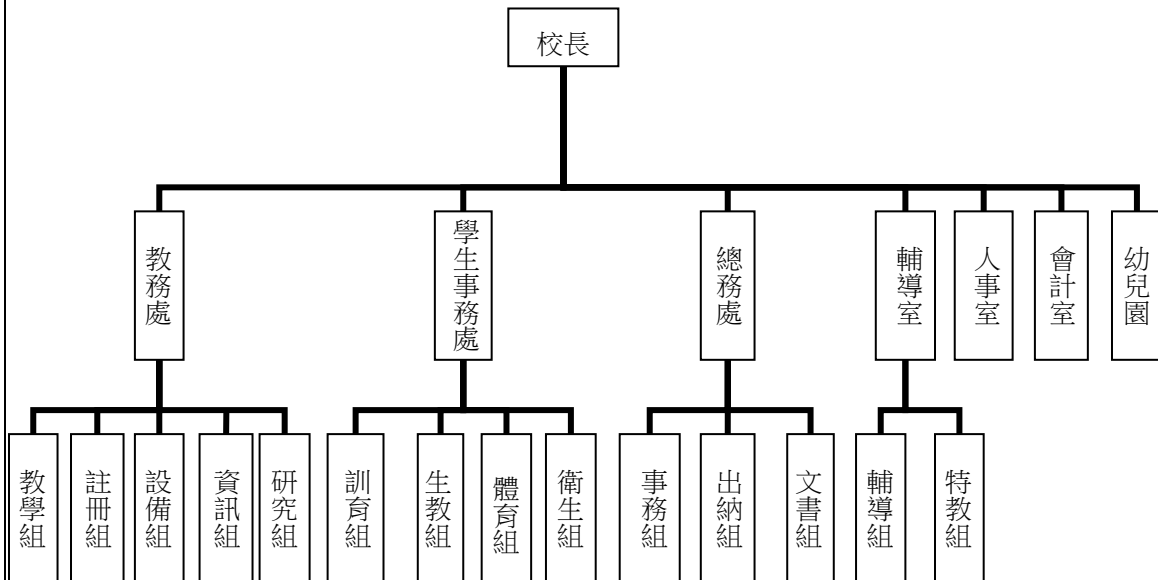 校長
教務處
學生事務處
總務處
輔導室
人事室
會計室
幼兒園
教學組
註冊組
設備組
資訊組
研究組
訓育組
生教組
體育組
衛生組
事務組
出納組
文書組
輔導組
特教組